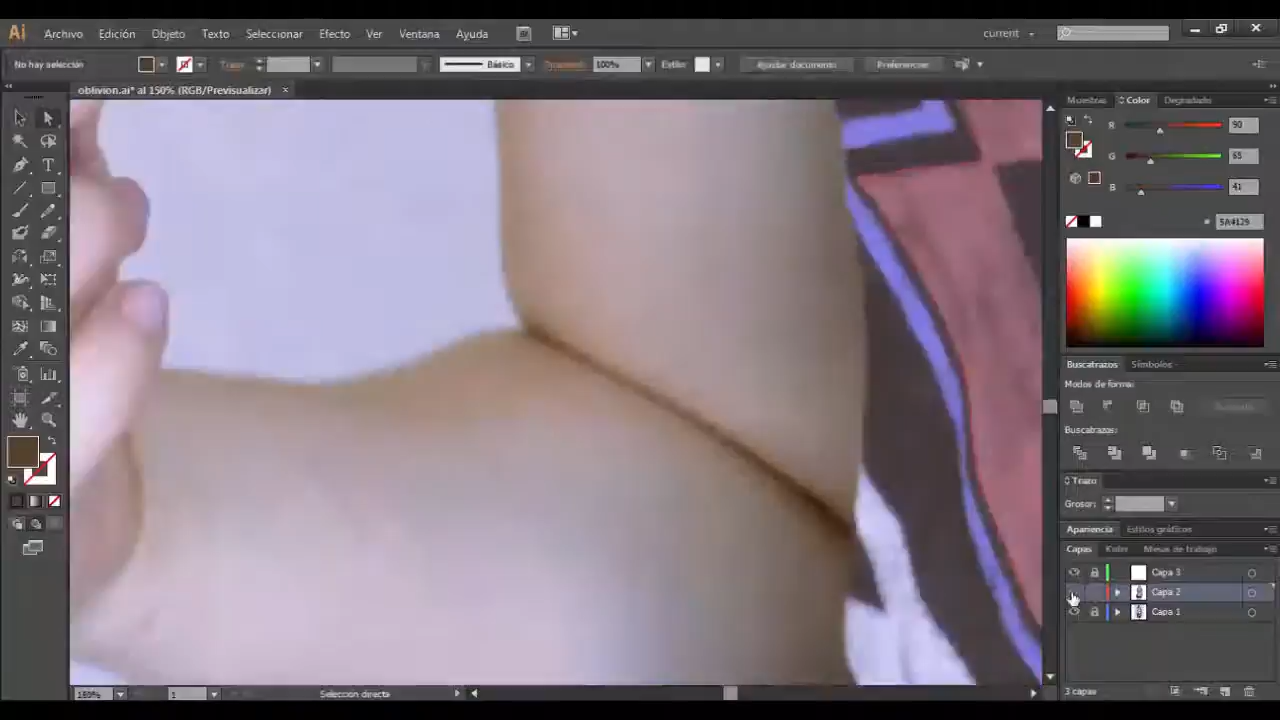 Ai Archivo Edición Objeto Texto Seleccionar Efecto Ver Ventana Ayuda current
No hay selección Trazo: Básico Opacidad: 100% Estilo: Ajustar documento Preferencias
oblivion.ai* al 150% (RGB/Previsualizar)
Muestras Color Degradado
R 90
G 65
B 41
5A4129
Buscatrazos Símbolos
Modos de forma:
Buscatrazos:
Trazo
Grosor:
Apariencia Estilos gráficos
Capas Kuler Mesas de trabajo
Capa 3
Capa 2
Capa 1
150% 1 Selección directa 3 capas